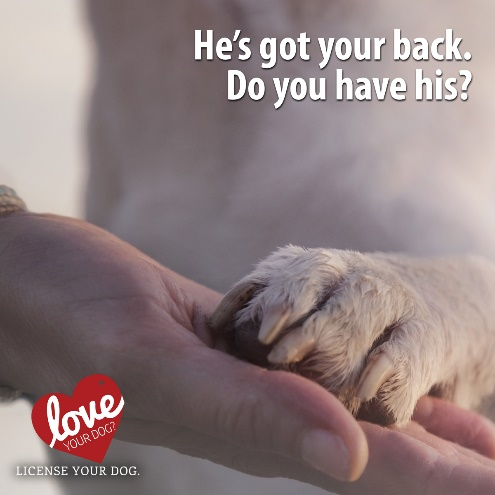 He's got your back.
Do you have his?
love
YOUR DOG?
LICENSE YOUR DOG.